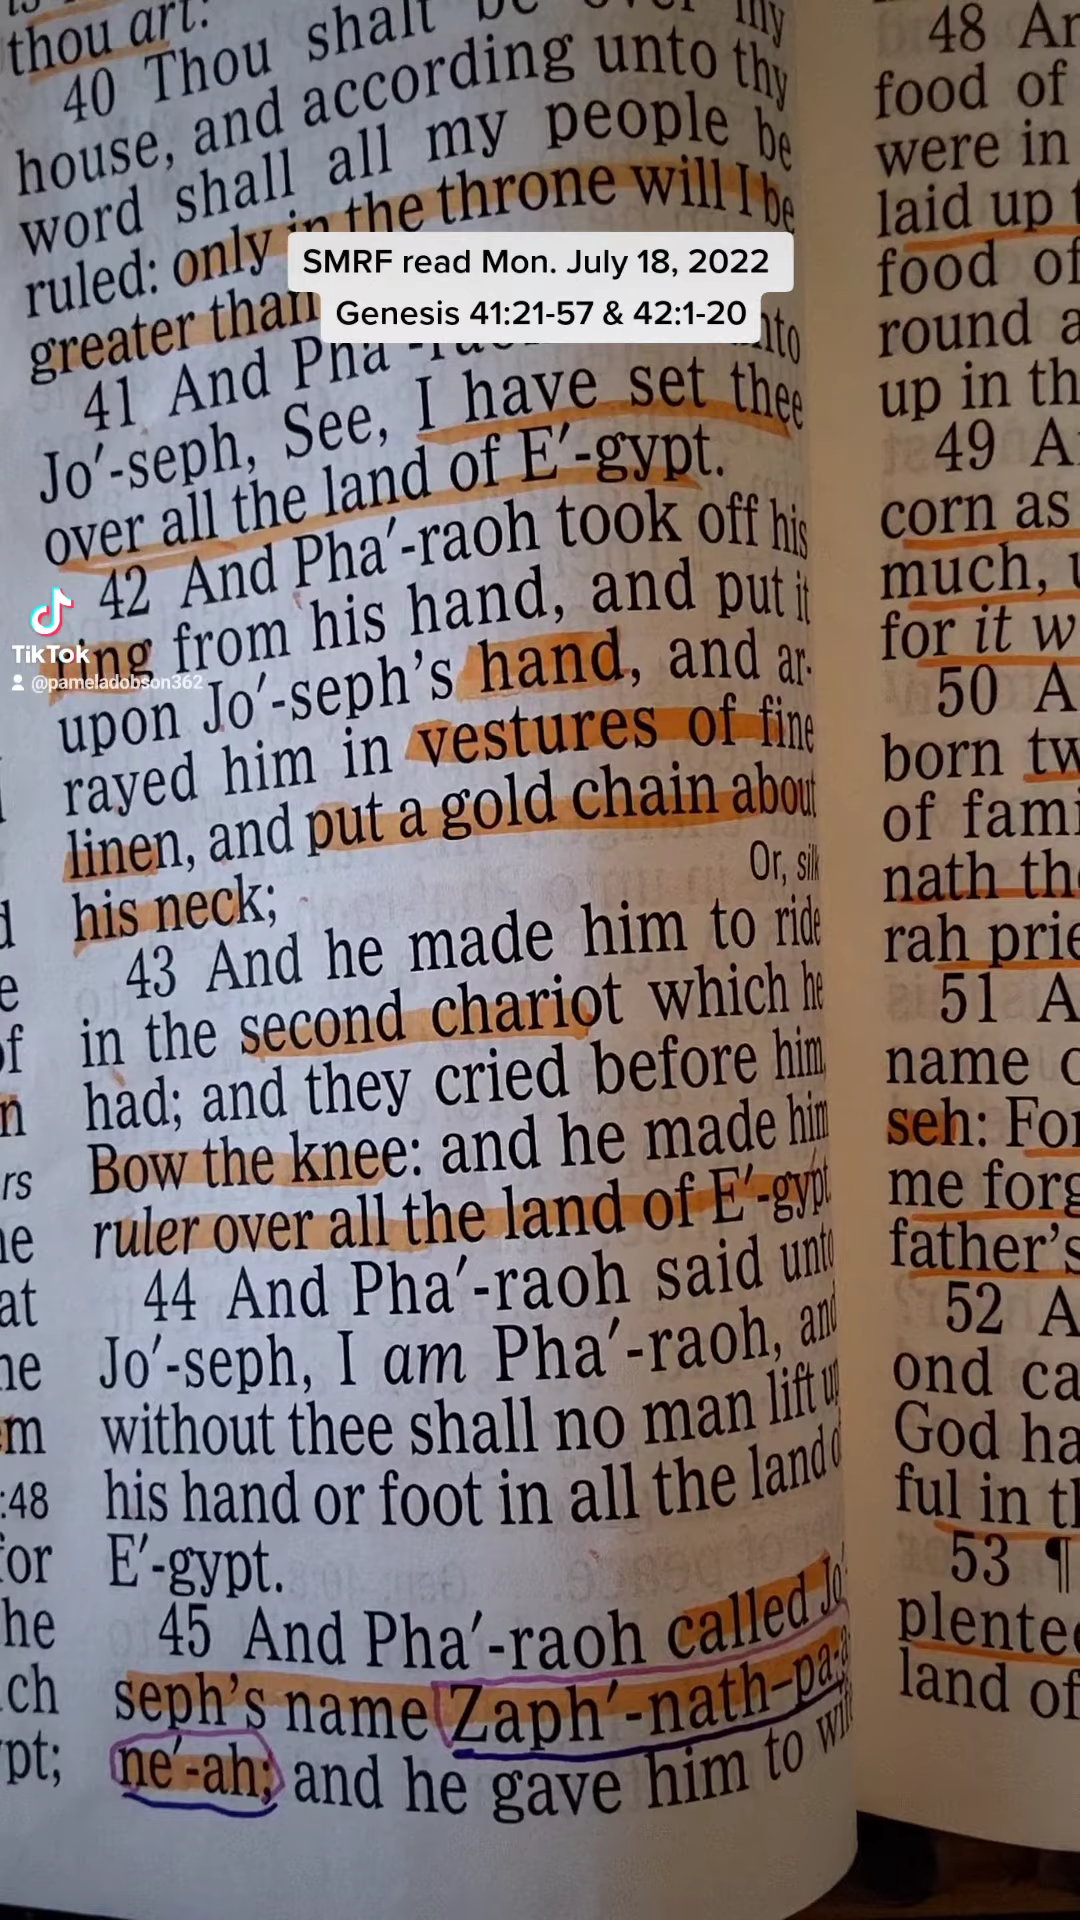 thou art.
40 Thou shalt be over my
house, and according unto thy
word shall all my people be
ruled: only in the throne will I be
greater than
41 And Pha'-raoh unto
Jo'-seph, See, I have set thee
over all the land of E'-gypt.
42 And Pha'-raoh took off his
ring from his hand, and put it
upon Jo'-seph's hand, and ar-
rayed him in vestures of fine
linen, and put a gold chain about
Or, silk
his neck;
43 And he made him to ride
in the second chariot which he
had; and they cried before him,
Bow the knee: and he made him
ruler over all the land of E'-gypt
44 And Pha'-raoh said unto
Jo'-seph, I am Pha'-raoh, and
without thee shall no man lift up
his hand or foot in all the land of
E'-gypt.
45 And Pha'-raoh called Jo'-
seph's name Zaph'-nath-pa-a-
ne'-ah; and he gave him to wife
SMRF read Mon. July 18, 2022
Genesis 41:21-57 & 42:1-20
TikTok
@pameladobson362
rs
:48
48
food of
were in
laid up
food of
round a
up in th
49
corn as
much,
for it w
50
born tw
of fami
nath the
rah prie
51
name o
seh: For
me forg
father's
52
ond ca
God ha
ful in th
53 ¶
plente
land of